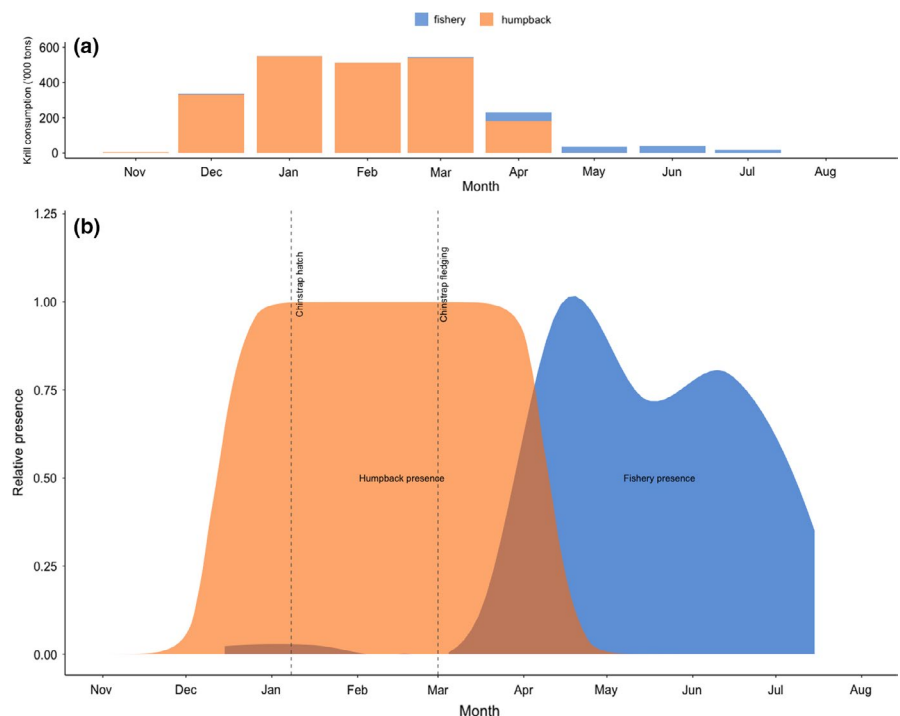 fishery humpback
(a)
Krill consumption ('000 tons)
600
400
200
0
Nov Dec Jan Feb Mar Apr May Jun Jul Aug
Month
(b)
Relative presence
1.25
1.00
0.75
0.50
0.25
0.00
Chinstrap hatch
Chinstrap fledging
Humpback presence
Fishery presence
Nov Dec Jan Feb Mar Apr May Jun Jul Aug
Month